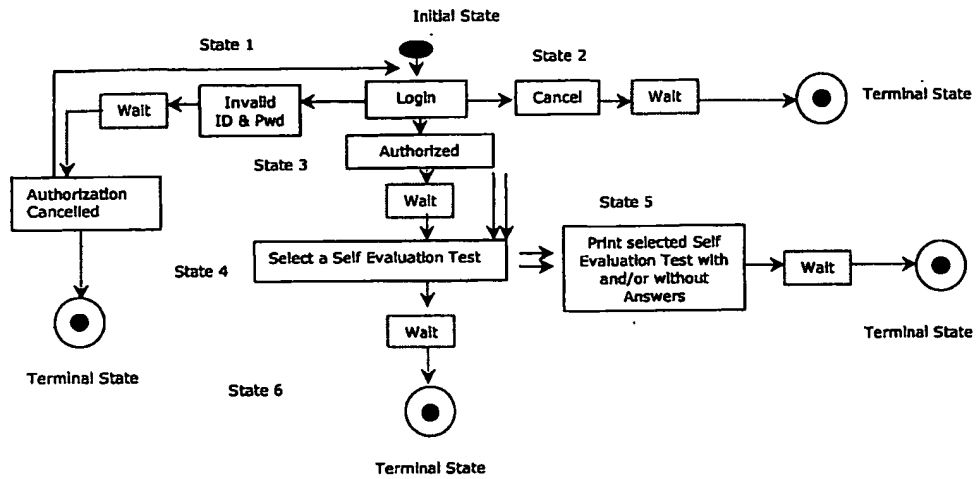 Initial State
State 1
State 2
Login
Cancel
Wait
Terminal State
Wait
Invalid
ID & Pwd
Authorized
State 3
Authorization
Cancelled
Wait
State 5
Select a Self Evaluation Test
State 4
Print selected Self
Evaluation Test with
and/or without
Answers
Wait
Wait
Terminal State
Terminal State
State 6
Terminal State